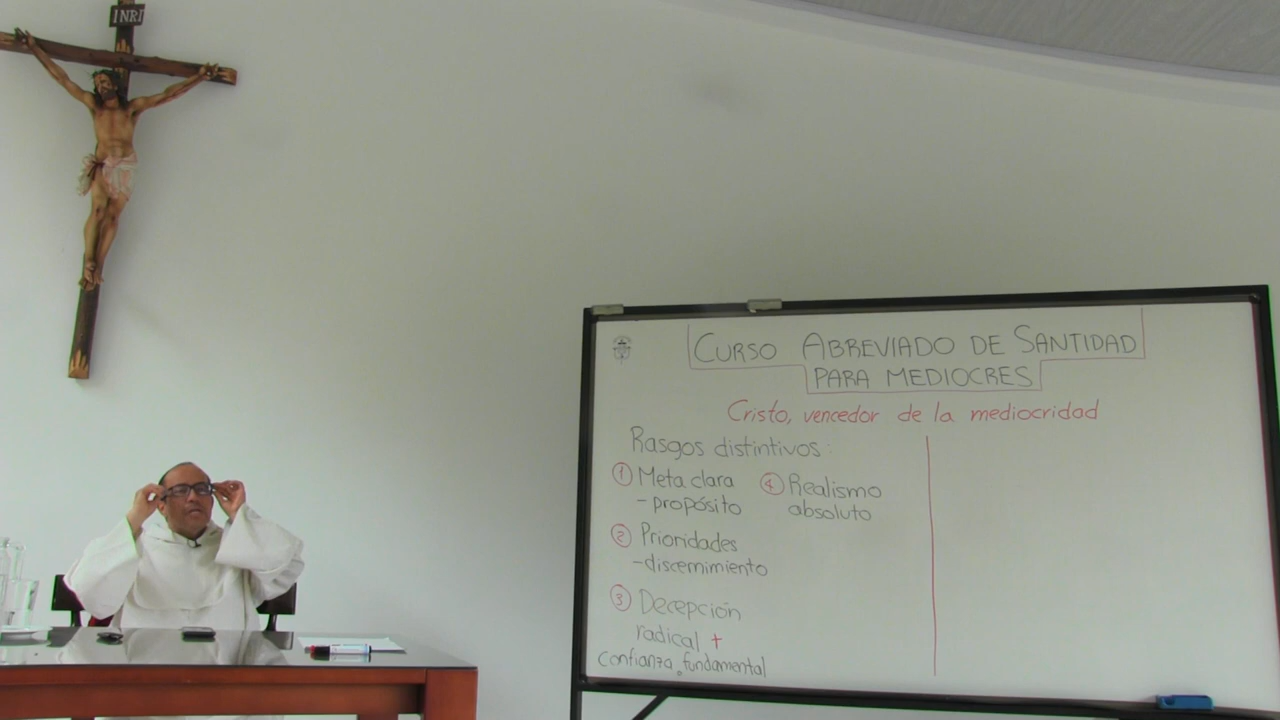 INRI
CURSO ABREVIADO DE SANTIDAD
PARA MEDIOCRES
Cristo, vencedor de la mediocridad
Rasgos distintivos:
① Meta clara
- propósito
② Prioridades
- discernimiento
③ Decepción
radical +
confianza fundamental
④ Realismo
absoluto